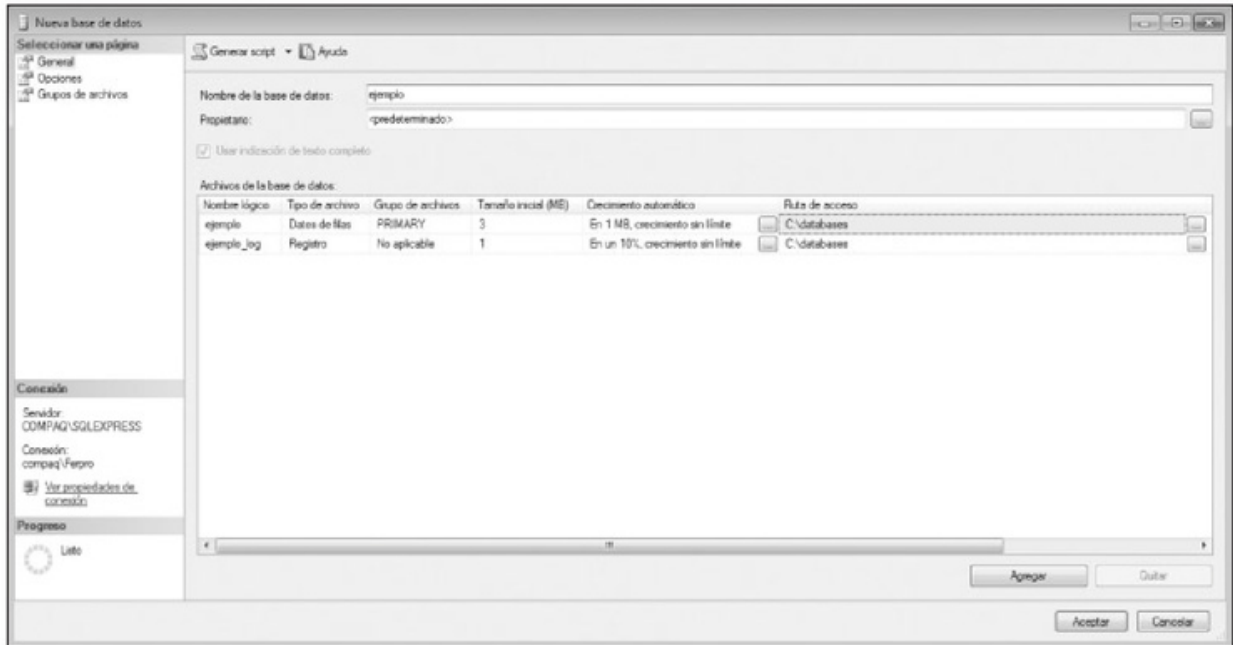 Nueva base de datos
Seleccionar una página
General
Opciones
Grupos de archivos
Generar script
Ayuda
Nombre de la base de datos:
ejemplo
Propietario:
<predeterminado>
Usar indización de texto completo
Archivos de la base de datos:
Nombre lógico Tipo de archivo Grupo de archivos Tamaño inicial (MB) Crecimiento automático Ruta de acceso
ejemplo Datos de filas PRIMARY 3 En 1 MB, crecimiento sin límite ... C:\databases ...
ejemplo_log Registro No aplicable 1 En un 10%, crecimiento sin límite ... C:\databases ...
Conexión
Servidor:
COMPAQ\SQLEXPRESS
Conexión:
compaq\Ferpro
Ver propiedades de
conexión
Progreso
Listo
Agregar
Quitar
Aceptar
Cancelar